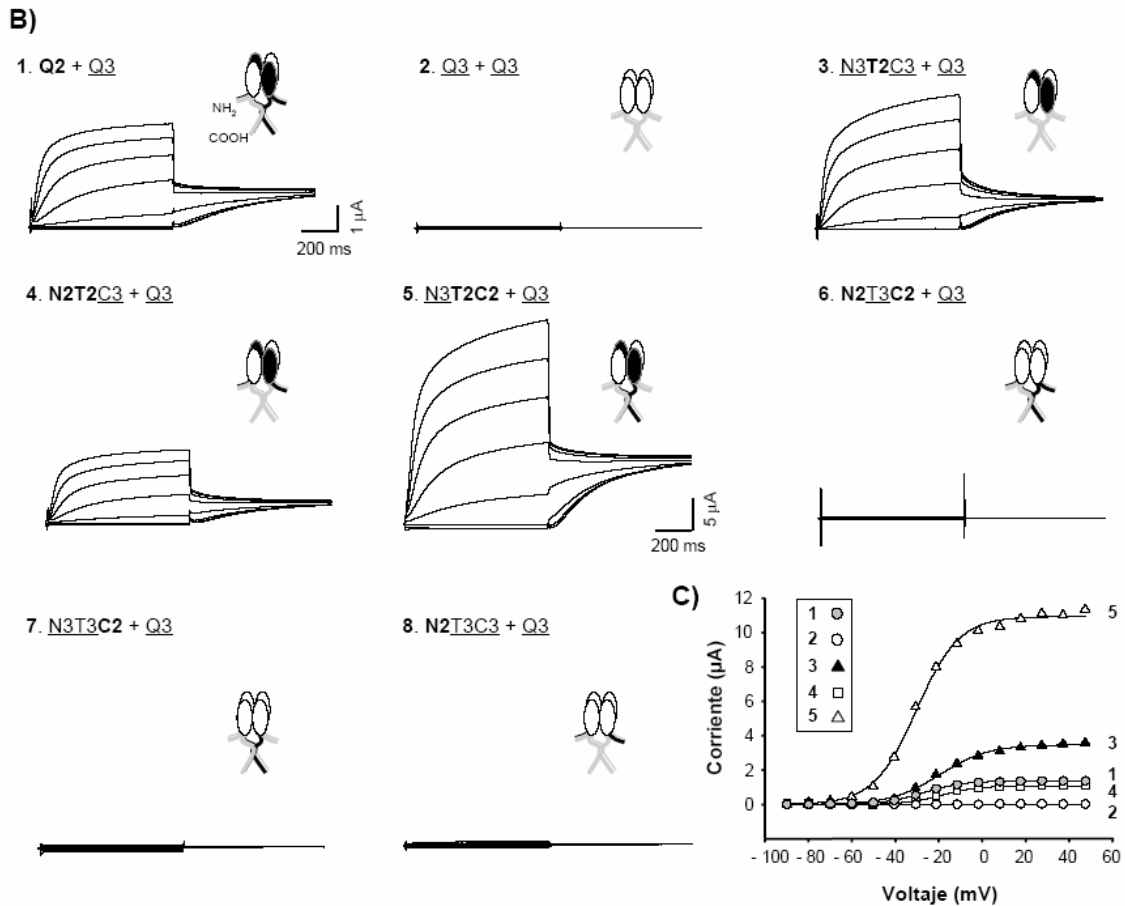 B)
1. Q2 + Q3
NH2
COOH
1 µA
200 ms
2. Q3 + Q3
3. N3T2C3 + Q3
4. N2T2C3 + Q3
5. N3T2C2 + Q3
5 µA
200 ms
6. N2T3C2 + Q3
7. N3T3C2 + Q3
8. N2T3C3 + Q3
C)
Corriente (µA)
12
10
8
6
4
2
0
1
2
3
4
5
5
3
1
4
2
- 100
- 80
- 60
- 40
- 20
0
20
40
60
Voltaje (mV)